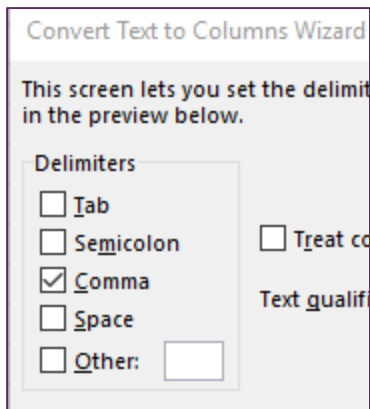 Convert Text to Columns Wizard
This screen lets you set the delimit
in the preview below.
Delimiters
Tab
Semicolon
Treat co
Comma
Text qualifi
Space
Other: